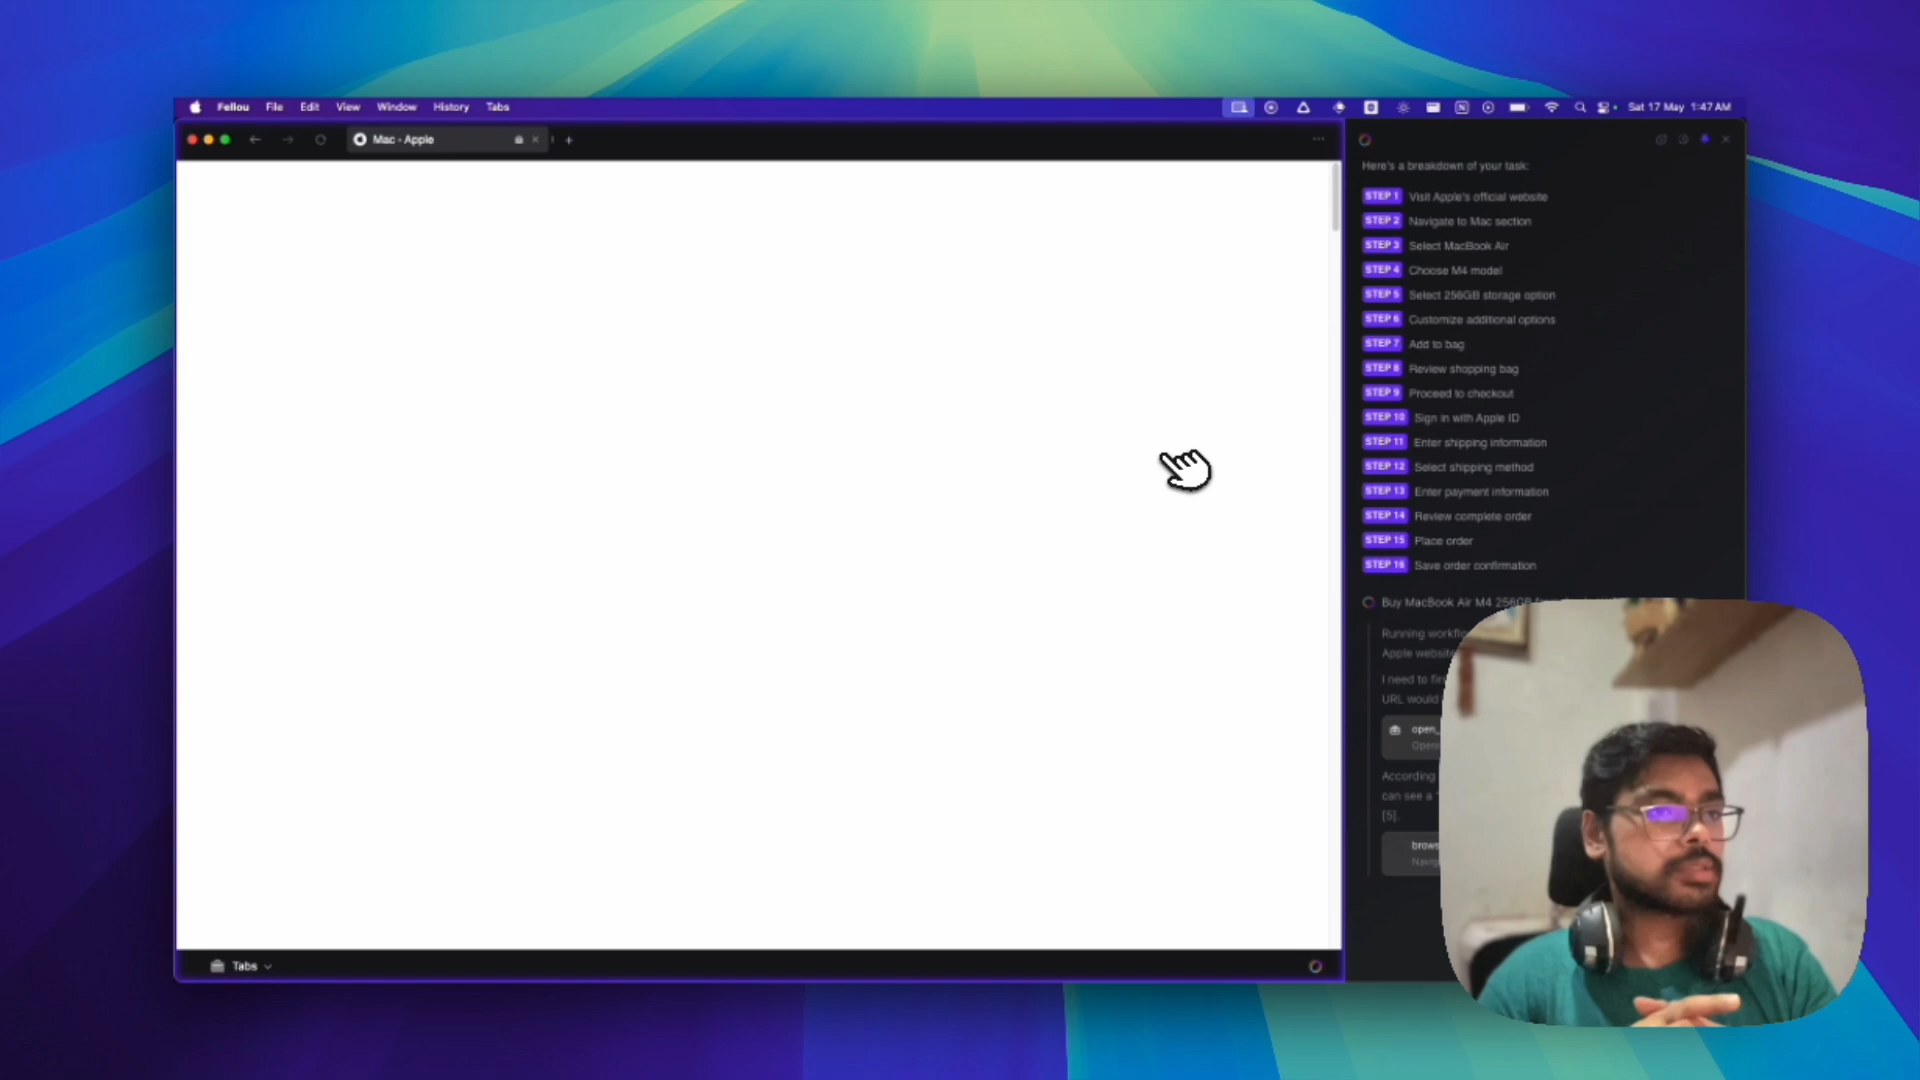 Fellou File Edit View Window History Tabs
Sat 17 May 1:47 AM
Mac - Apple
Here's a breakdown of your task:
STEP 1 Visit Apple's official website
STEP 2 Navigate to Mac section
STEP 3 Select MacBook Air
STEP 4 Choose M4 model
STEP 5 Select 256GB storage option
STEP 6 Customize additional options
STEP 7 Add to bag
STEP 8 Review shopping bag
STEP 9 Proceed to checkout
STEP 10 Sign in with Apple ID
STEP 11 Enter shipping information
STEP 12 Select shipping method
STEP 13 Enter payment information
STEP 14 Review complete order
STEP 15 Place order
STEP 16 Save order confirmation
Buy MacBook Air M4 256GB
Running workflo
Apple website
I need to fir
URL would
open_
Open
According
can see a "
[5].
brows
Navig
Tabs